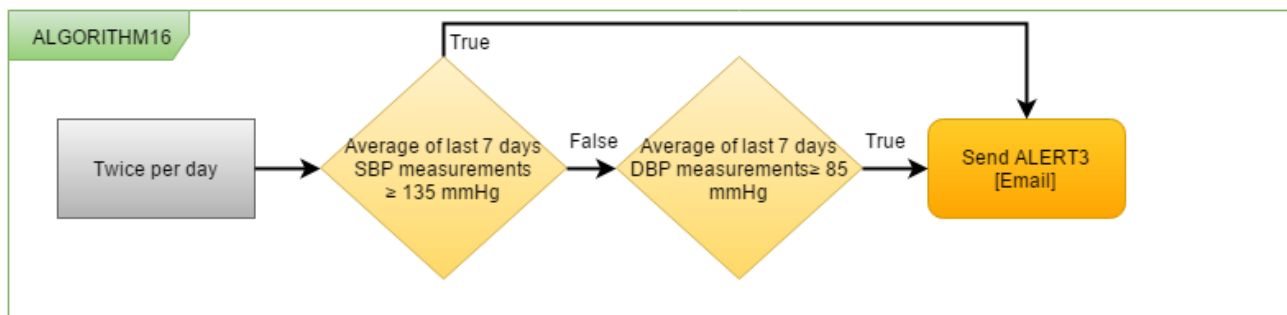 ALGORITHM16
True
Twice per day
Average of last 7 days
SBP measurements
≥ 135 mmHg
False
Average of last 7 days
DBP measurements≥ 85
mmHg
True
Send ALERT3
[Email]